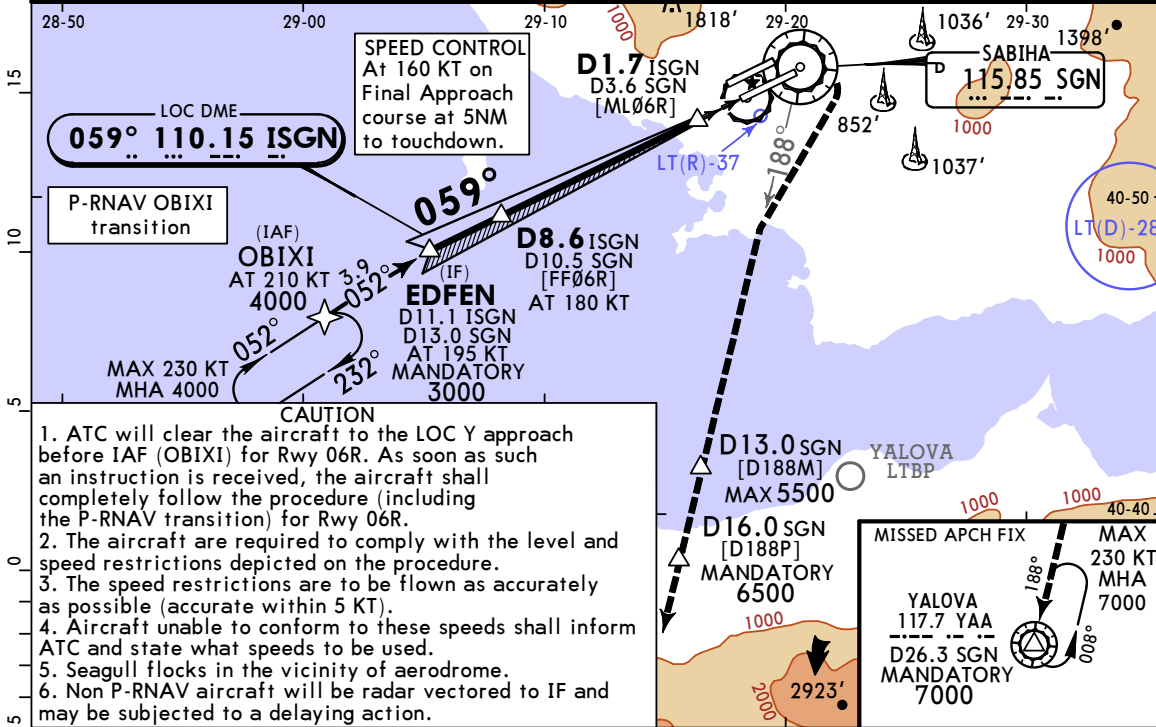 28-50
29-00
29-10
29-20
29-30
1818'
1000
1036'
1398'
15
10
5
0
5
SPEED CONTROL
At 160 KT on
Final Approach
course at 5NM
to touchdown.
D1.7 ISGN
D3.6 SGN
[MLØ6R]
SABIHA
D
115.85 SGN
1000
852'
1037'
LOC DME
059° 110.15 ISGN
LT(R)-37
188°
40-50
LT(D)-28
1000
P-RNAV OBIXI
transition
059°
(IAF)
OBIXI
AT 210 KT
4000
3.9
052°
052°
232°
MAX 230 KT
MHA 4000
(IF)
EDFEN
D11.1 ISGN
D13.0 SGN
AT 195 KT
MANDATORY
3000
D8.6 ISGN
D10.5 SGN
[FFØ6R]
AT 180 KT
CAUTION
1. ATC will clear the aircraft to the LOC Y approach
before IAF (OBIXI) for Rwy 06R. As soon as such
an instruction is received, the aircraft shall
completely follow the procedure (including
the P-RNAV transition) for Rwy 06R.
2. The aircraft are required to comply with the level and
speed restrictions depicted on the procedure.
3. The speed restrictions are to be flown as accurately
as possible (accurate within 5 KT).
4. Aircraft unable to conform to these speeds shall inform
ATC and state what speeds to be used.
5. Seagull flocks in the vicinity of aerodrome.
6. Non P-RNAV aircraft will be radar vectored to IF and
may be subjected to a delaying action.
D13.0 SGN
[D188M]
MAX 5500
YALOVA
LTBP
D16.0 SGN
[D188P]
MANDATORY
6500
1000
1000
40-40
1000
2000
2923'
MISSED APCH FIX
MAX
230 KT
MHA
7000
188°
008°
YALOVA
117.7 YAA
D26.3 SGN
MANDATORY
7000